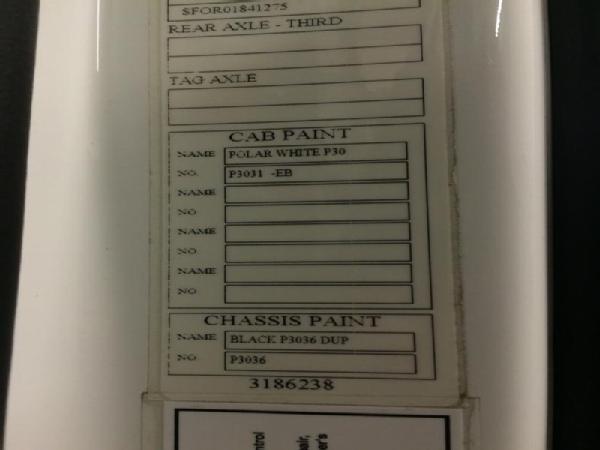 SFOR01841275
REAR AXLE - THIRD
TAG AXLE
CAB PAINT
NAME POLAR WHITE P30
NO. P3031 -EB
NAME
NO
NAME
NO.
NAME
NO
CHASSIS PAINT
NAME BLACK P3036 DUP
NO. P3036
3186238